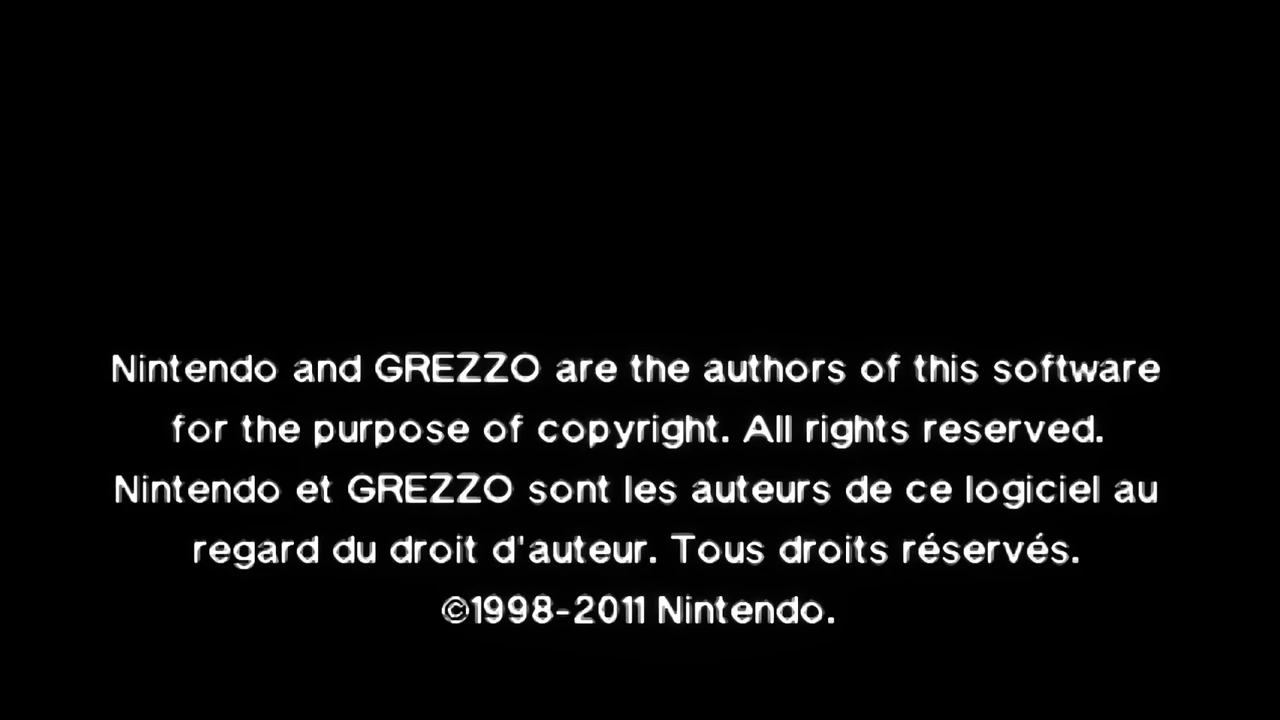 Nintendo and GREZZO are the authors of this software
for the purpose of copyright. All rights reserved.
Nintendo et GREZZO sont les auteurs de ce logiciel au
regard du droit d'auteur. Tous droits réservés.
©1998-2011 Nintendo.